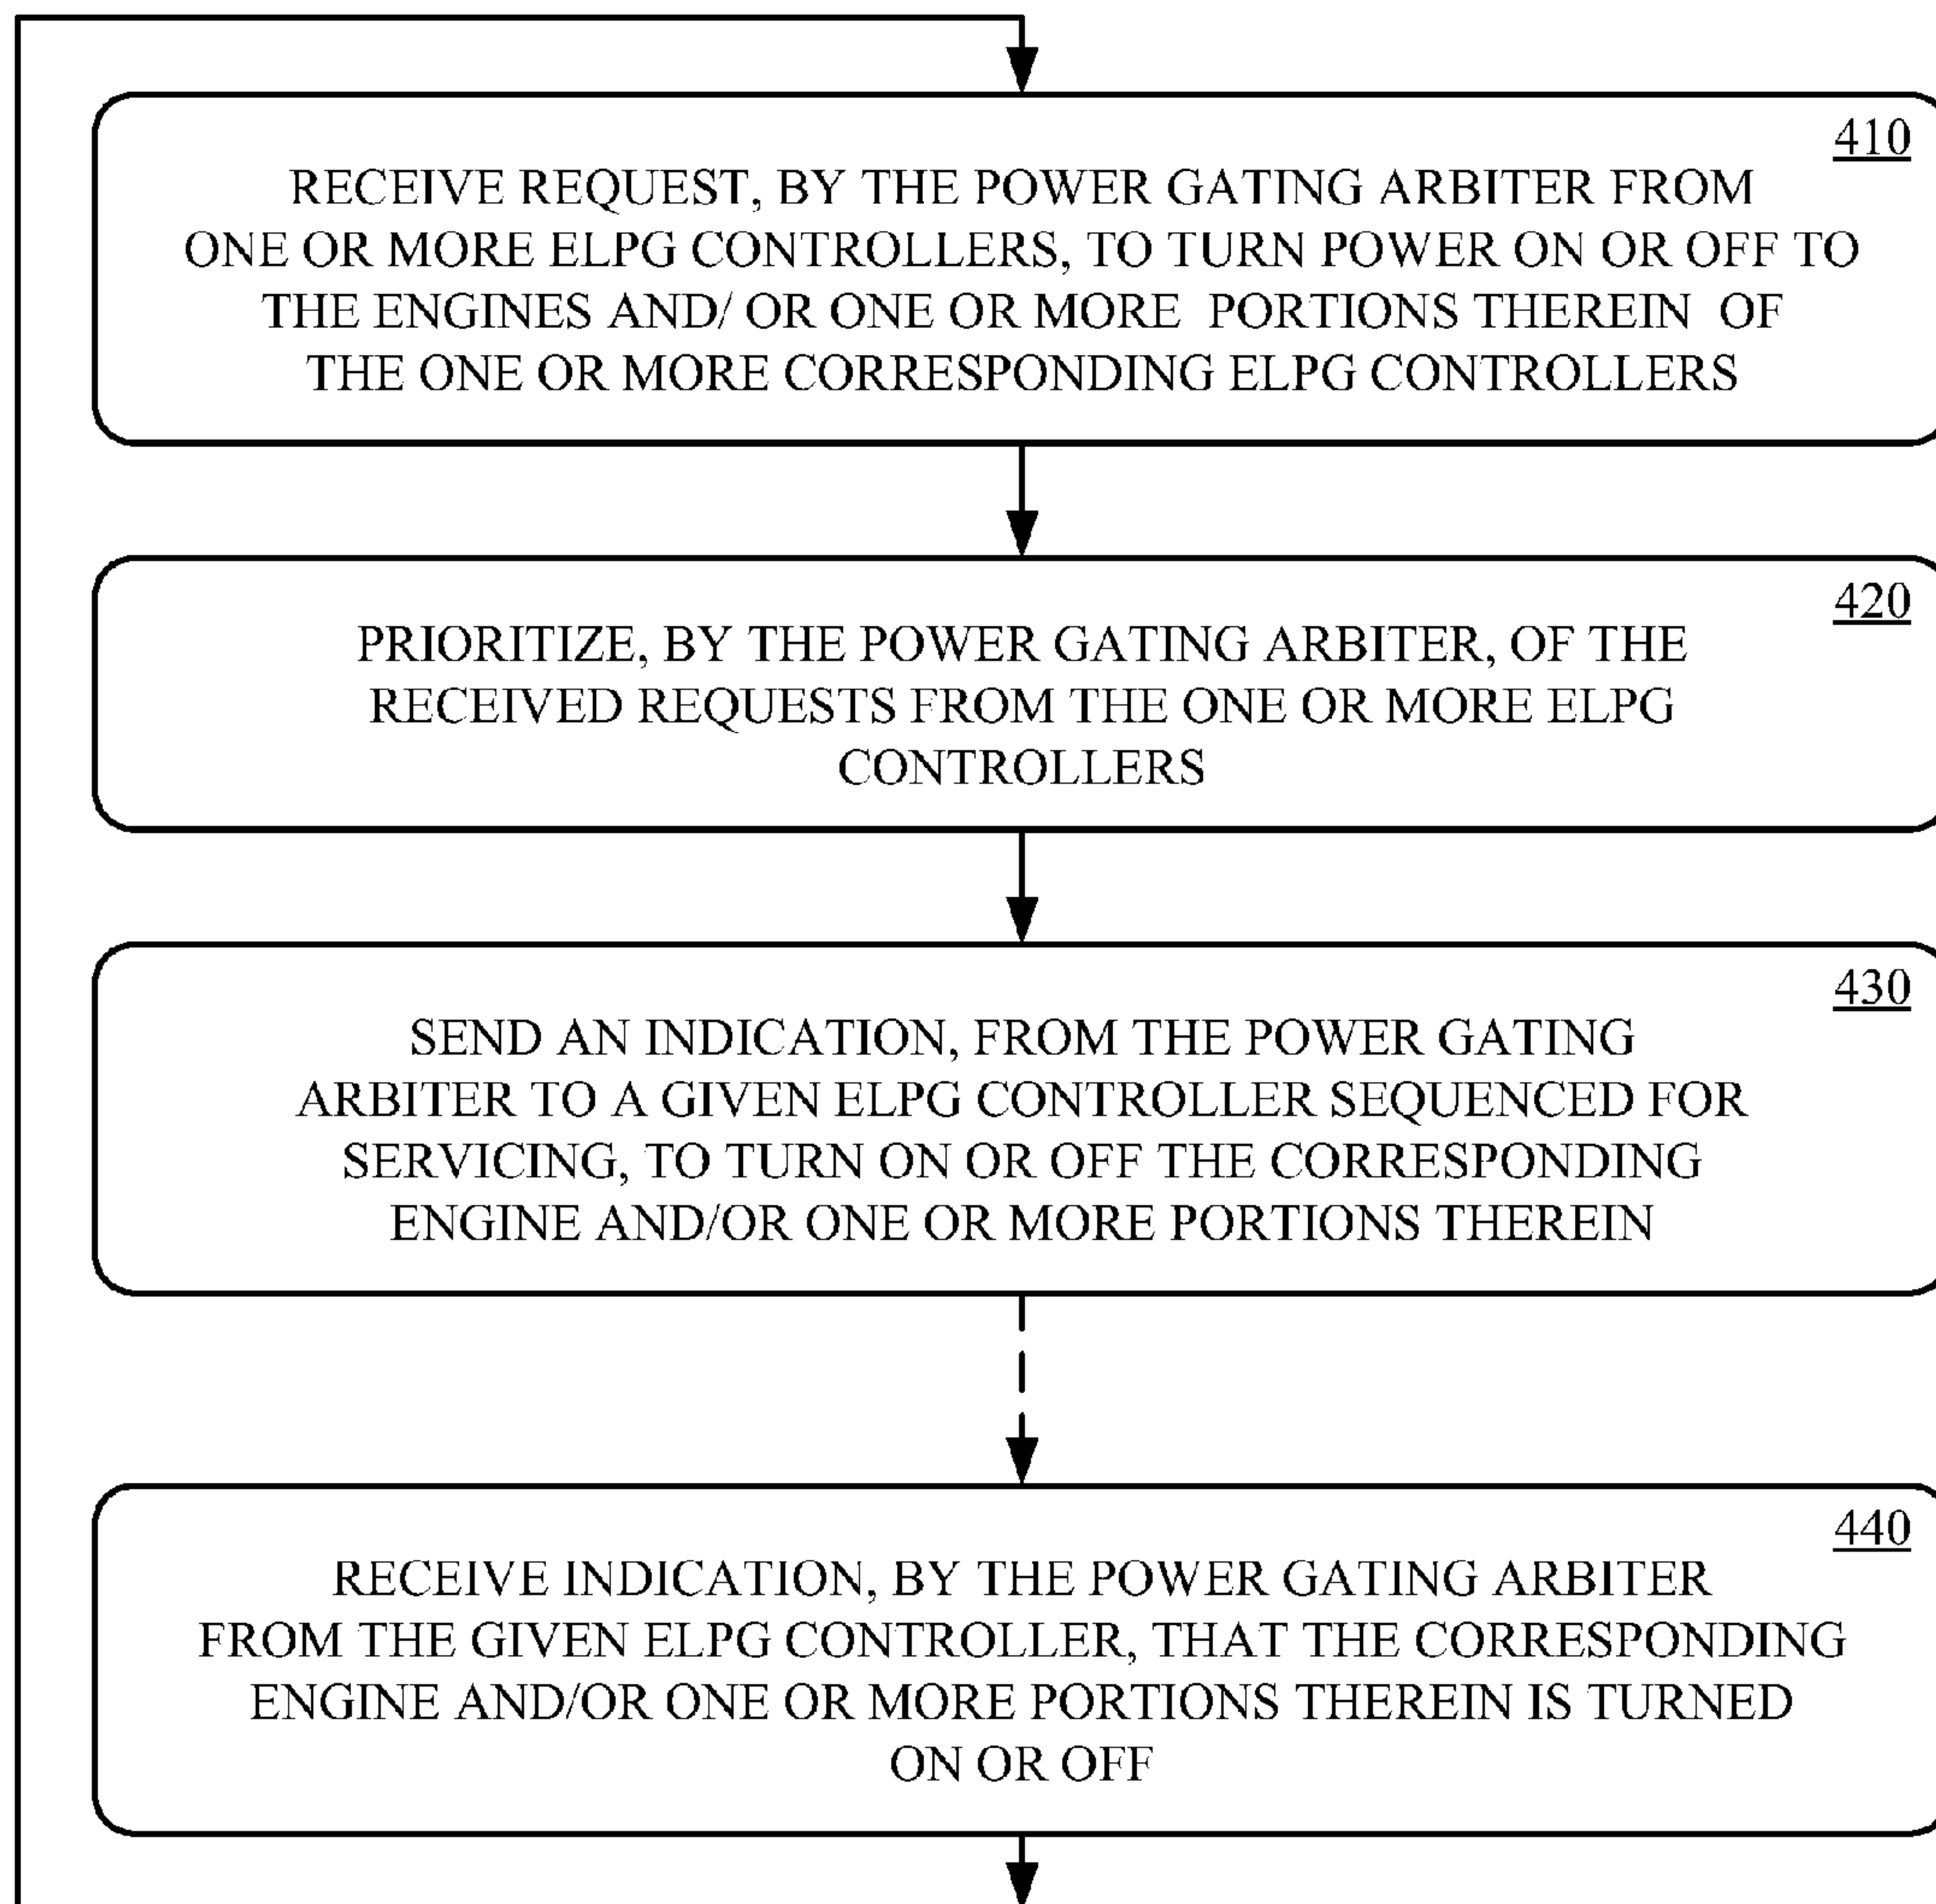 410
RECEIVE REQUEST, BY THE POWER GATING ARBITER FROM
ONE OR MORE ELPG CONTROLLERS, TO TURN POWER ON OR OFF TO
THE ENGINES AND/ OR ONE OR MORE PORTIONS THEREIN OF
THE ONE OR MORE CORRESPONDING ELPG CONTROLLERS
420
PRIORITIZE, BY THE POWER GATING ARBITER, OF THE
RECEIVED REQUESTS FROM THE ONE OR MORE ELPG
CONTROLLERS
430
SEND AN INDICATION, FROM THE POWER GATING
ARBITER TO A GIVEN ELPG CONTROLLER SEQUENCED FOR
SERVICING, TO TURN ON OR OFF THE CORRESPONDING
ENGINE AND/OR ONE OR MORE PORTIONS THEREIN
440
RECEIVE INDICATION, BY THE POWER GATING ARBITER
FROM THE GIVEN ELPG CONTROLLER, THAT THE CORRESPONDING
ENGINE AND/OR ONE OR MORE PORTIONS THEREIN IS TURNED
ON OR OFF